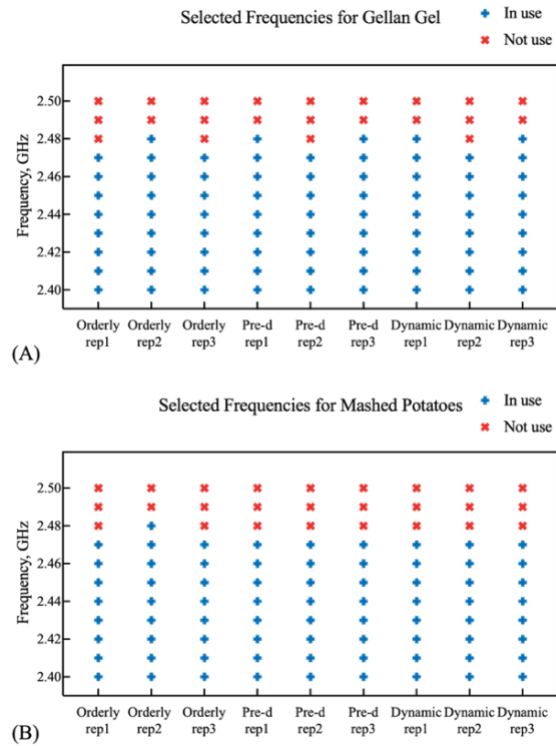 Selected Frequencies for Gellan Gel
In use
Not use
Frequency, GHz
2.50
2.48
2.46
2.44
2.42
2.40
Orderly Orderly Orderly Pre-d Pre-d Pre-d Dynamic Dynamic Dynamic
rep1 rep2 rep3 rep1 rep2 rep3 rep1 rep2 rep3
(A)
Selected Frequencies for Mashed Potatoes
In use
Not use
Frequency, GHz
2.50
2.48
2.46
2.44
2.42
2.40
Orderly Orderly Orderly Pre-d Pre-d Pre-d Dynamic Dynamic Dynamic
rep1 rep2 rep3 rep1 rep2 rep3 rep1 rep2 rep3
(B)